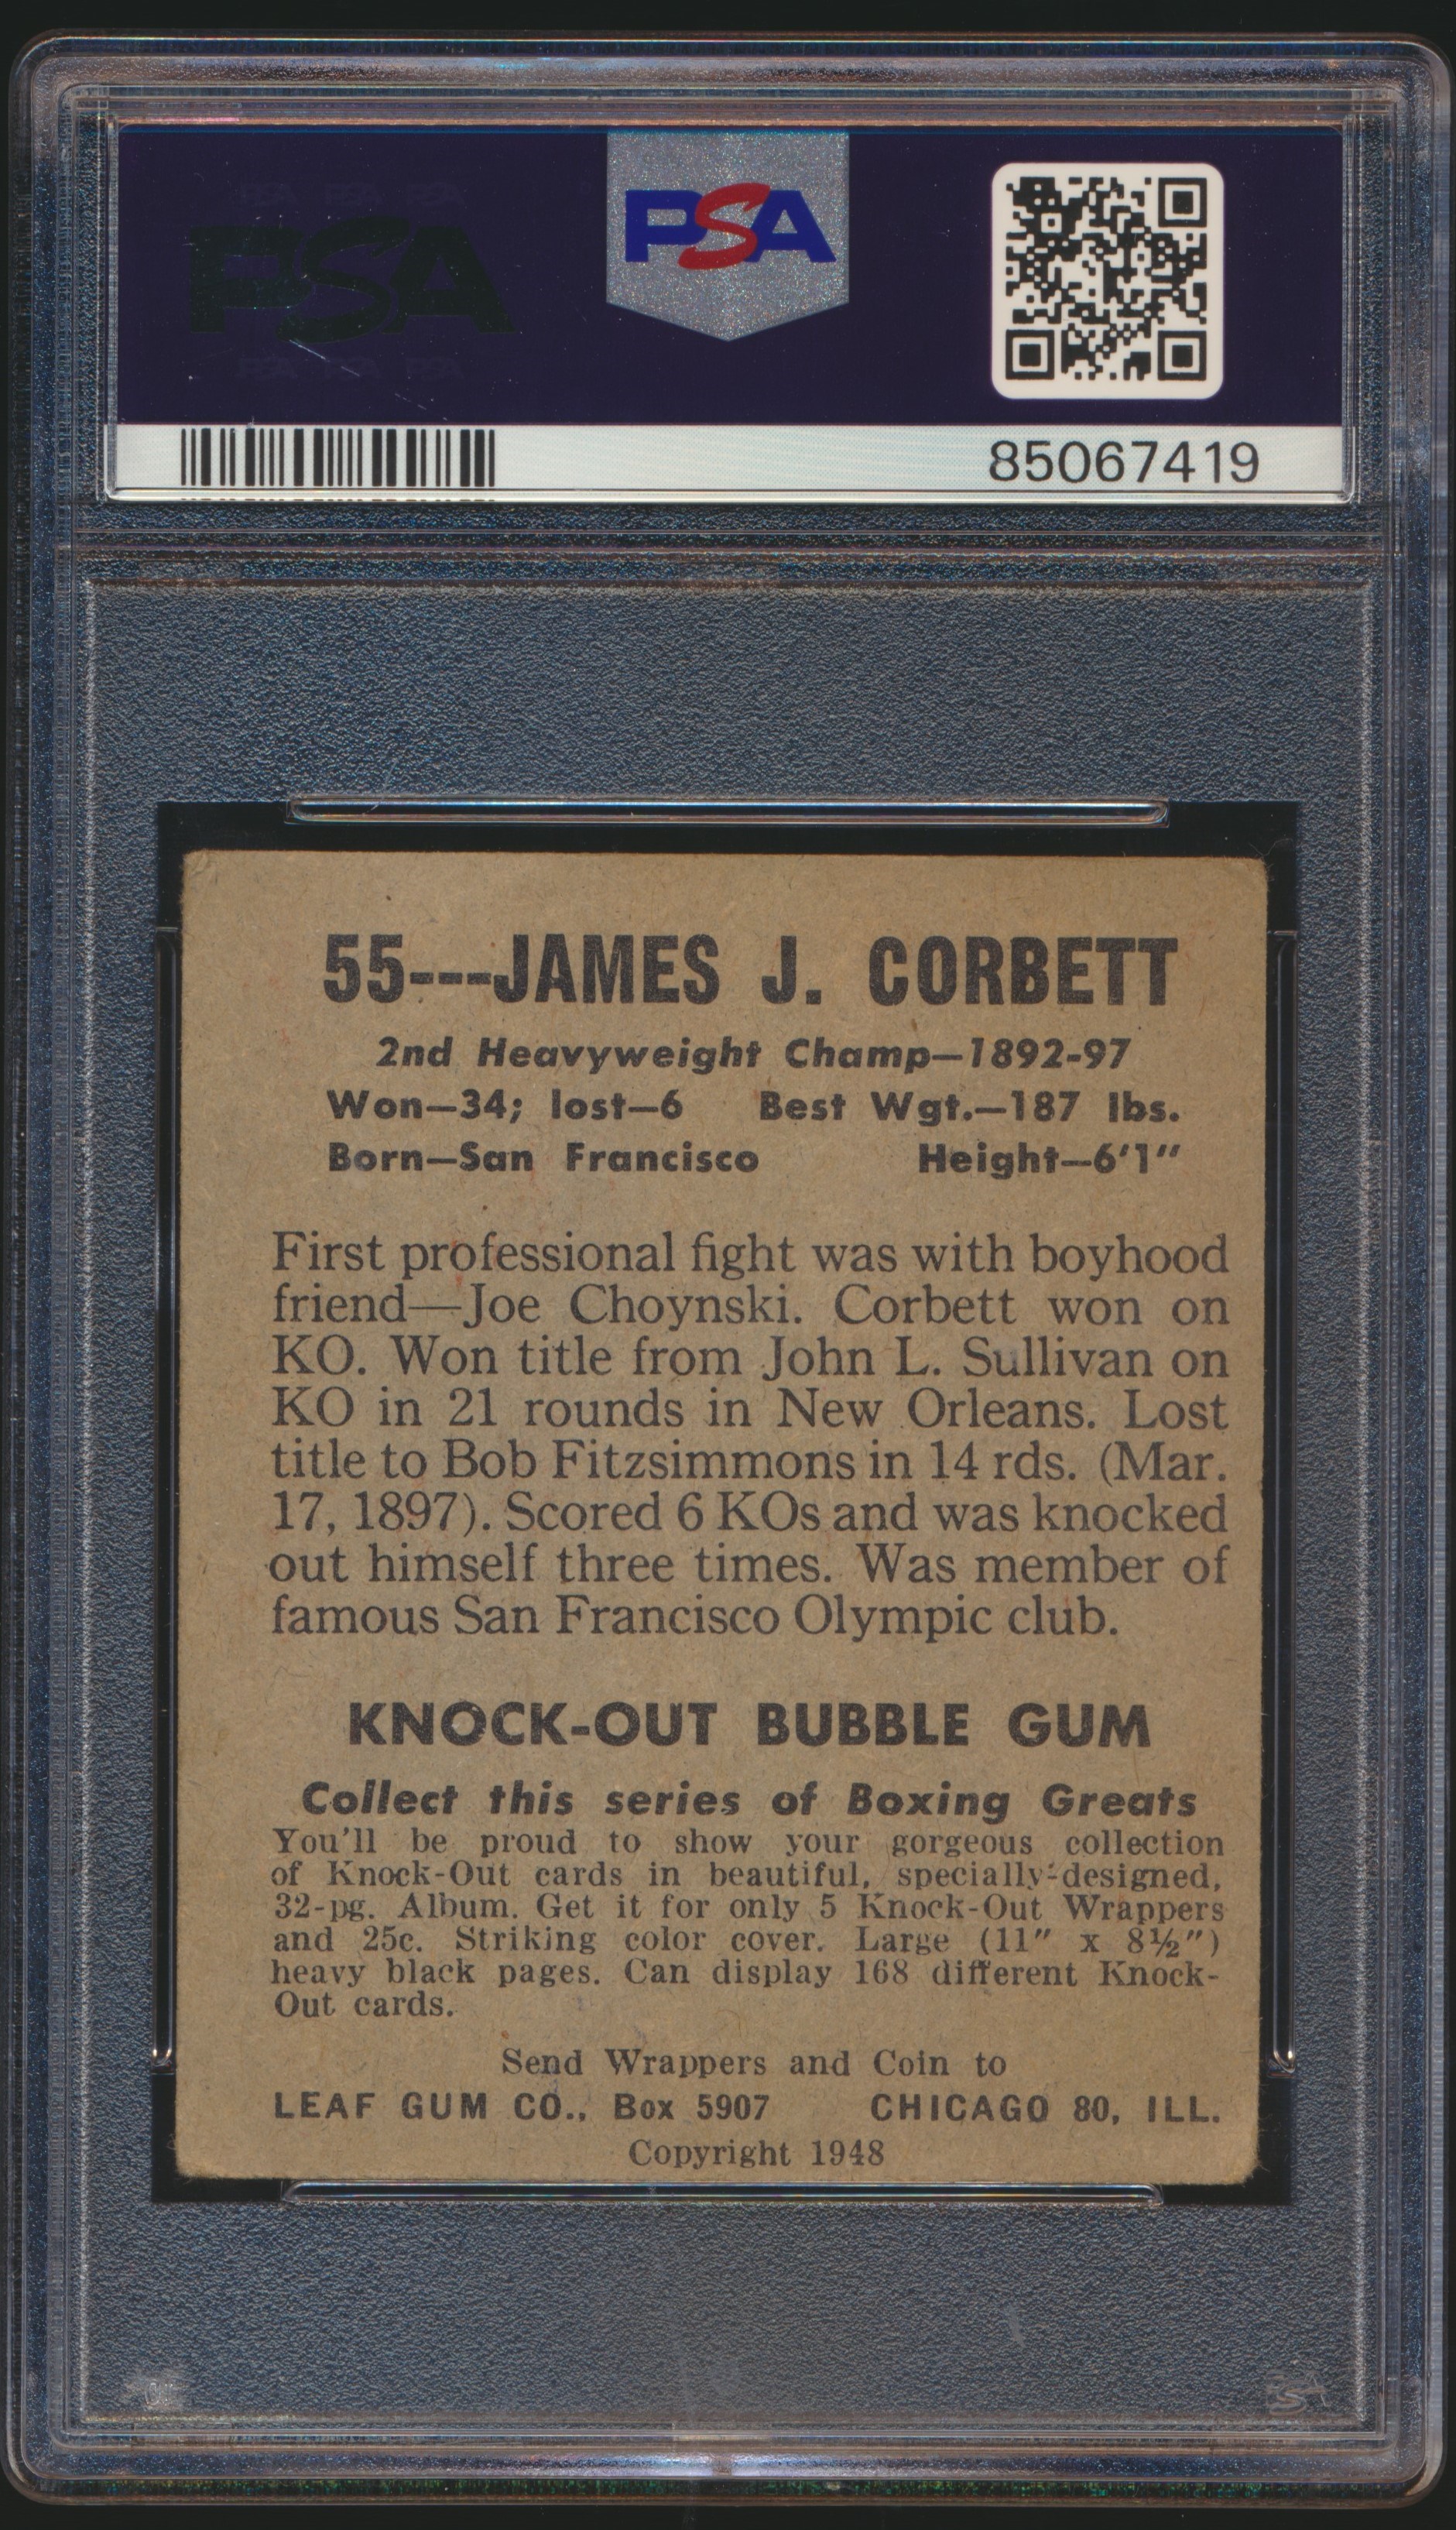 PSA
PSA
85067419
55---JAMES J. CORBETT
2nd Heavyweight Champ—1892-97
Won—34; lost—6 Best Wgt.—187 lbs.
Born—San Francisco Height—6'1"
First professional fight was with boyhood
friend—Joe Choynski. Corbett won on
KO. Won title from John L. Sullivan on
KO in 21 rounds in New Orleans. Lost
title to Bob Fitzsimmons in 14 rds. (Mar.
17, 1897). Scored 6 KOs and was knocked
out himself three times. Was member of
famous San Francisco Olympic club.
KNOCK-OUT BUBBLE GUM
Collect this series of Boxing Greats
You'll be proud to show your gorgeous collection
of Knock-Out cards in beautiful, specially-designed,
32-pg. Album. Get it for only 5 Knock-Out Wrappers
and 25c. Striking color cover. Large (11" x 8½")
heavy black pages. Can display 168 different Knock-
Out cards.
Send Wrappers and Coin to
LEAF GUM CO., Box 5907 CHICAGO 80, ILL.
Copyright 1948